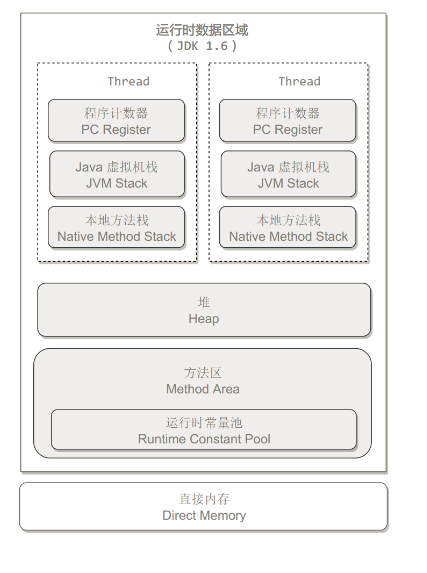 运行时数据区域
( JDK 1.6 )
Thread
程序计数器
PC Register
Java 虚拟机栈
JVM Stack
本地方法栈
Native Method Stack
Thread
程序计数器
PC Register
Java 虚拟机栈
JVM Stack
本地方法栈
Native Method Stack
堆
Heap
方法区
Method Area
运行时常量池
Runtime Constant Pool
直接内存
Direct Memory